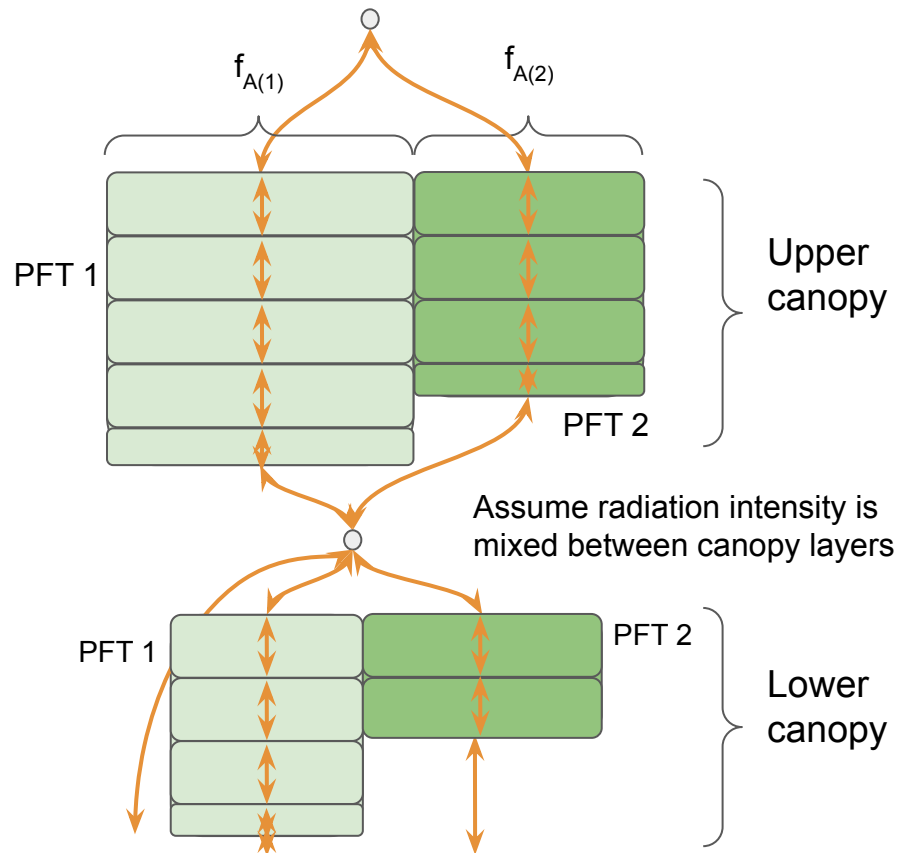 f_A(1)
f_A(2)
PFT 1
Upper
canopy
PFT 2
Assume radiation intensity is
mixed between canopy layers
PFT 1
PFT 2
Lower
canopy